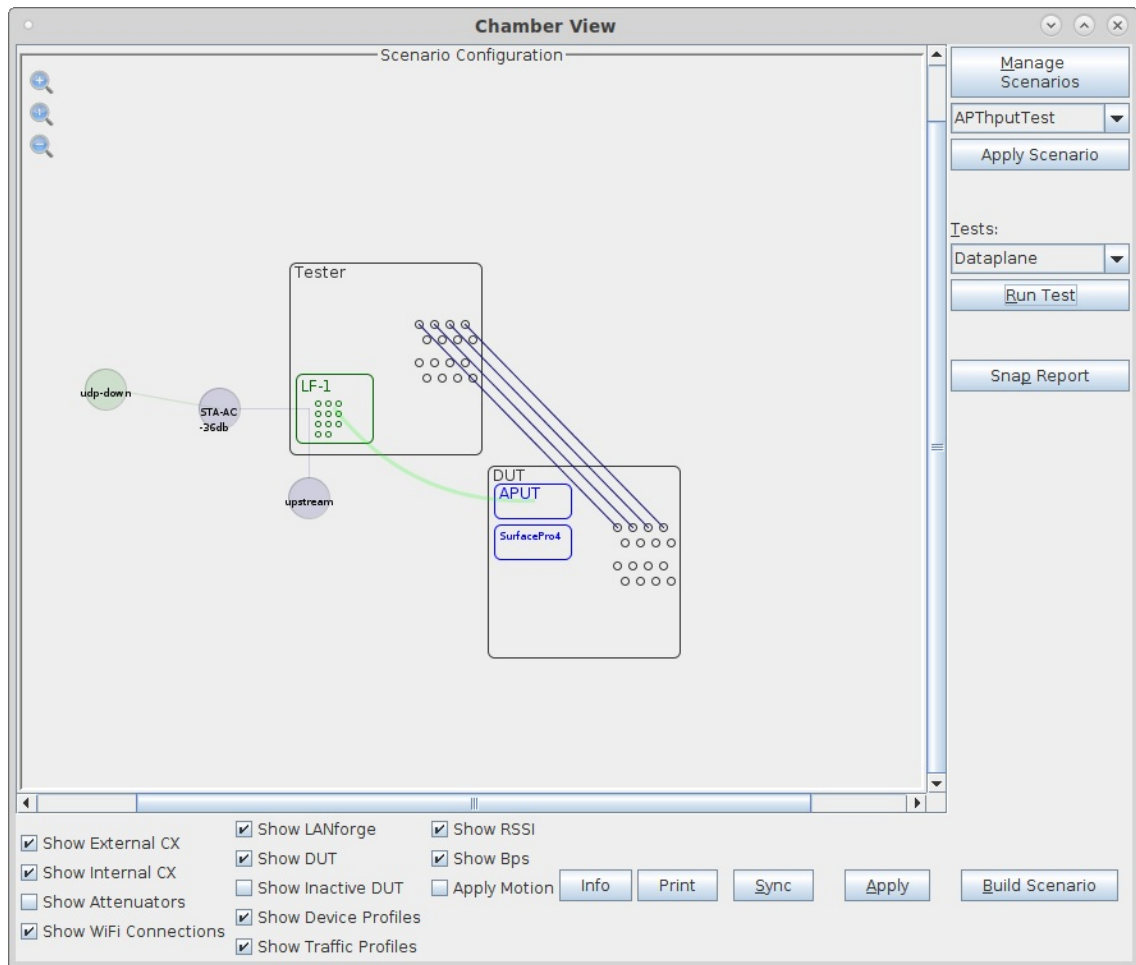 Chamber View
Scenario Configuration
Manage
Scenarios
APThputTest
Apply Scenario
Tests:
Dataplane
Run Test
Snap Report
Tester
LF-1
udp-down
STA-AC
-36db
upstream
DUT
APUT
SurfacePro4
Show External CX
Show Internal CX
Show Attenuators
Show WiFi Connections
Show LANforge
Show DUT
Show Inactive DUT
Show Device Profiles
Show Traffic Profiles
Show RSSI
Show Bps
Apply Motion
Info
Print
Sync
Apply
Build Scenario